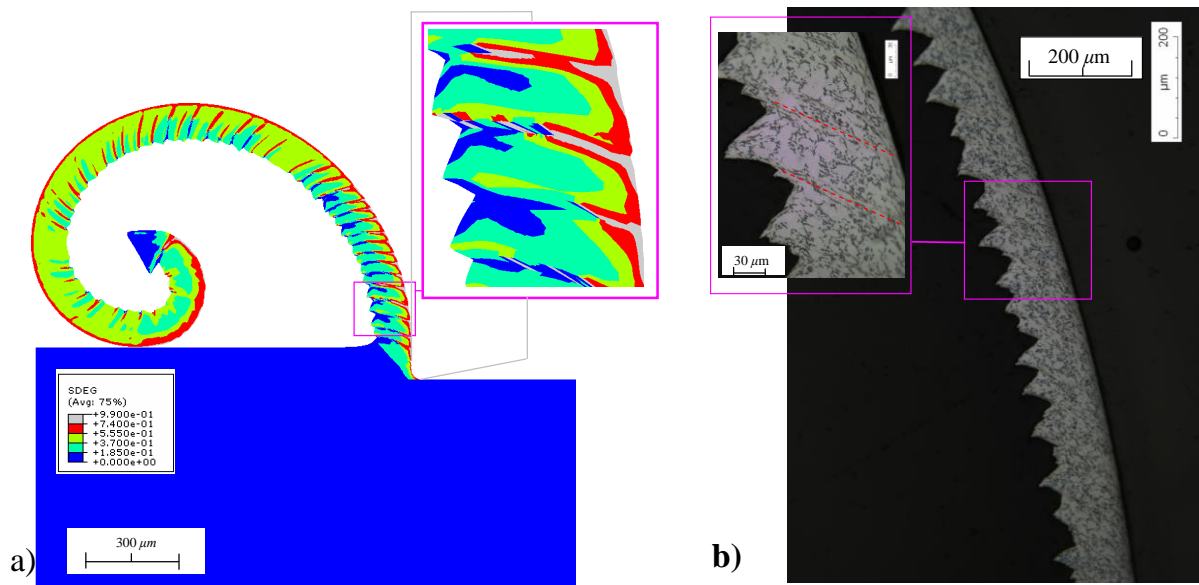 SDEG
(Avg: 75%)
+9.900e-01
+7.400e-01
+5.550e-01
+3.700e-01
+1.850e-01
+0.000e+00
300 µm
a)
30 µm
200 µm
200
µm
0
b)